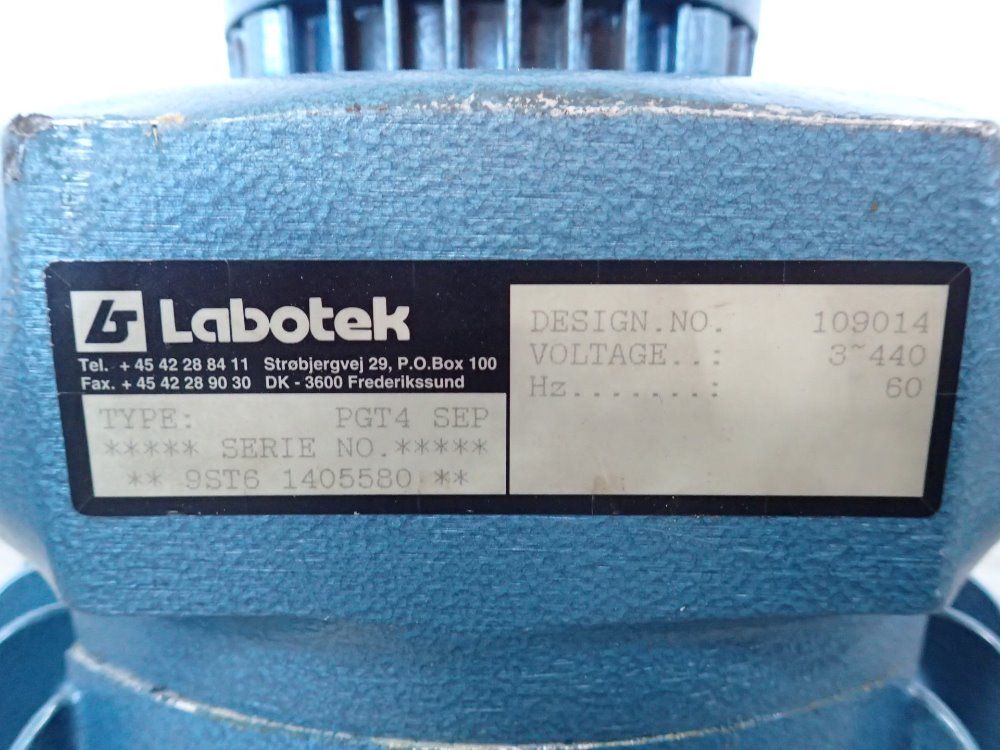 LT Labotek
Tel. + 45 42 28 84 11 Strøbjergvej 29, P.O.Box 100
Fax. + 45 42 28 90 30 DK - 3600 Frederikssund
TYPE: PGT4 SEP
***** SERIE NO.*****
** 9ST6 1405580 **
DESIGN.NO. 109014
VOLTAGE..: 3~440
Hz.......: 60